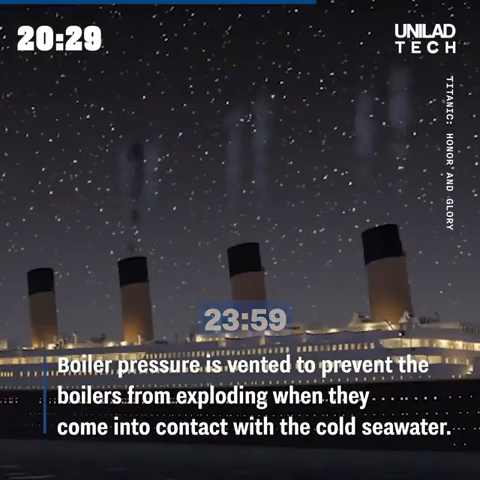 20:29
UNILAD
TECH
TITANIC: HONOR AND GLORY
23:59
Boiler pressure is vented to prevent the
boilers from exploding when they
come into contact with the cold seawater.